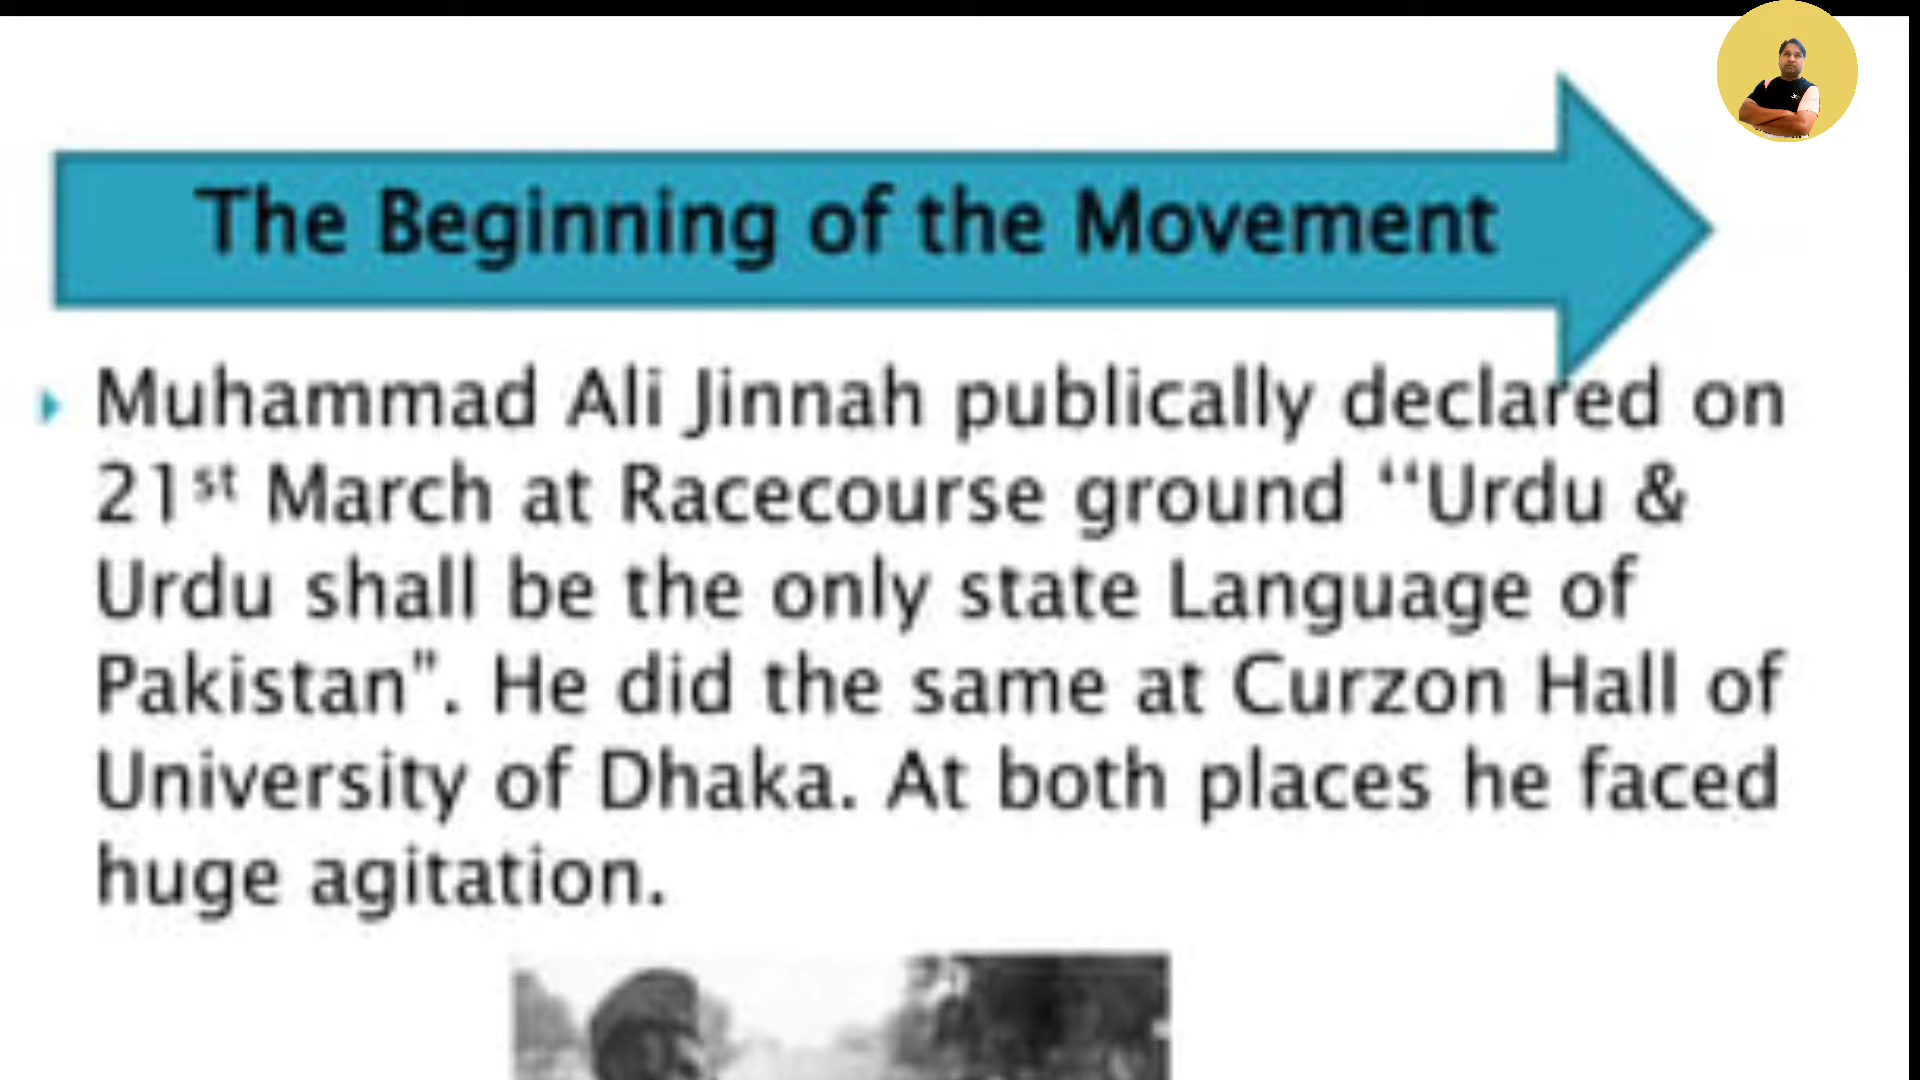 The Beginning of the Movement
Muhammad Ali Jinnah publically declared on
21st March at Racecourse ground ‘‘Urdu &
Urdu shall be the only state Language of
Pakistan". He did the same at Curzon Hall of
University of Dhaka. At both places he faced
huge agitation.